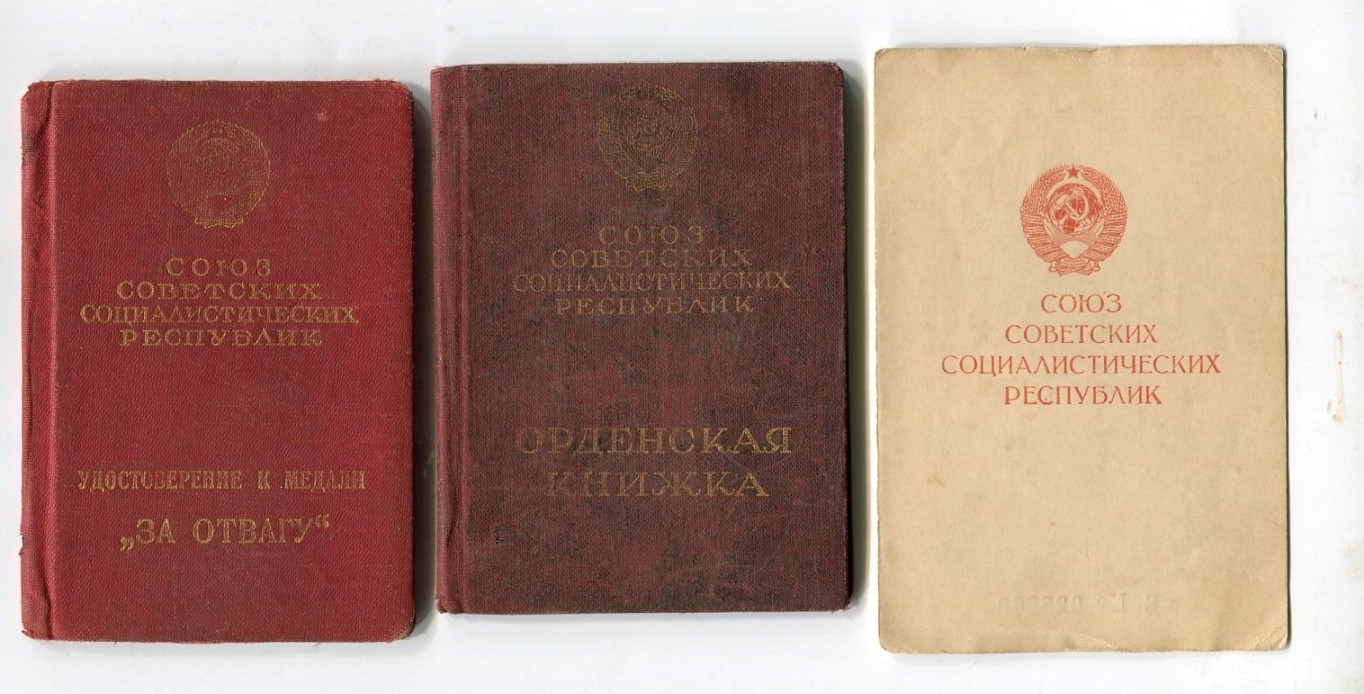 СОЮЗ
СОВЕТСКИХ
СОЦИАЛИСТИЧЕСКИХ
РЕСПУБЛИК
УДОСТОВЕРЕНИЕ К МЕДАЛИ
„ЗА ОТВАГУ“
СОЮЗ
СОВЕТСКИХ
СОЦИАЛИСТИЧЕСКИХ
РЕСПУБЛИК
ОРДЕНСКАЯ
КНИЖКА
СОЮЗ
СОВЕТСКИХ
СОЦИАЛИСТИЧЕСКИХ
РЕСПУБЛИК